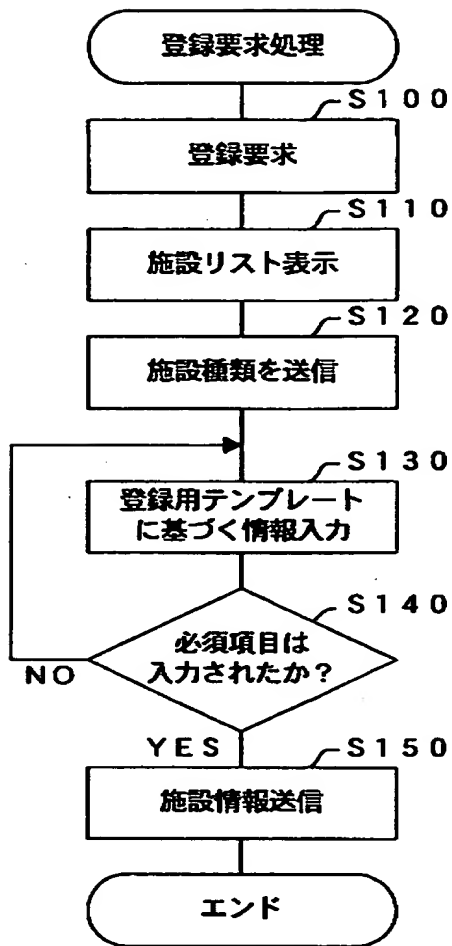 登録要求処理
S100
登録要求
S110
施設リスト表示
S120
施設種類を送信
S130
登録用テンプレート
に基づく情報入力
S140
必須項目は
入力されたか?
NO
YES
S150
施設情報送信
エンド